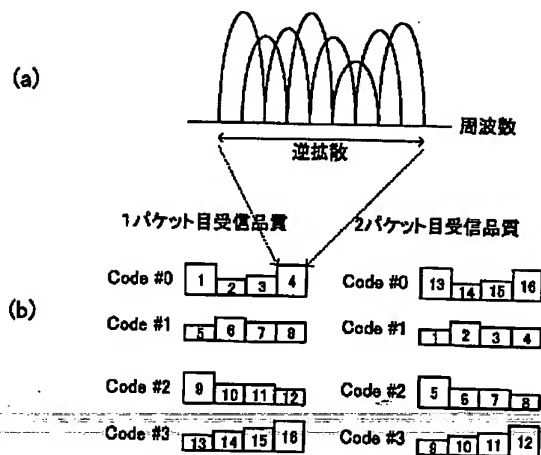 (a)
周波数
逆拡散
1パケット目受信品質 2パケット目受信品質
(b)
Code #0 1 2 3 4 Code #0 13 14 15 16
Code #1 5 6 7 8 Code #1 1 2 3 4
Code #2 9 10 11 12 Code #2 5 6 7 8
Code #3 13 14 15 16 Code #3 9 10 11 12